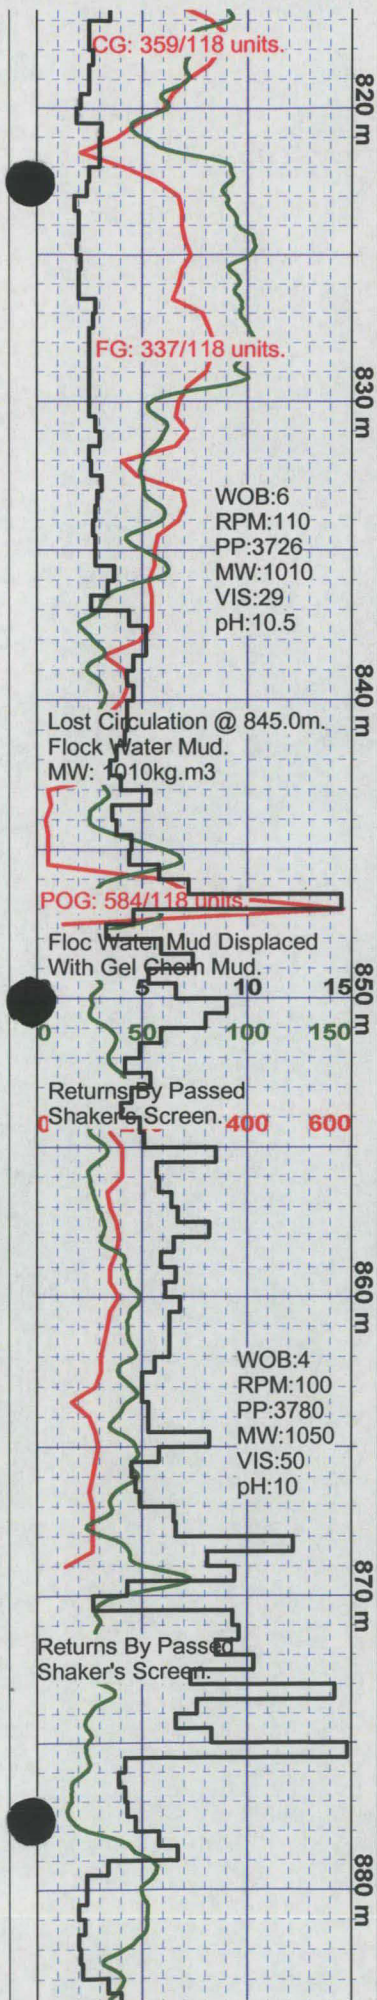 CG: 359/118 units.
820 m
FG: 337/118 units.
830 m
WOB:6
RPM:110
PP:3726
MW:1010
VIS:29
pH:10.5
840 m
Lost Circulation @ 845.0m.
Flock Water Mud.
MW: 1010kg.m3
POG: 584/118 units.
Floc Water Mud Displaced
With Gel Chem Mud.
0 5 10 15
0 50 100 150
850 m
Returns By Passed
Shaker's Screen.
0 400 600
860 m
WOB:4
RPM:100
PP:3780
MW:1050
VIS:50
pH:10
870 m
Returns By Passed
Shaker's Screen.
880 m